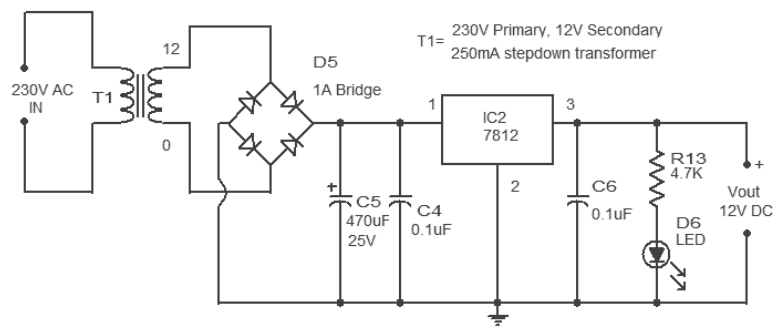 T1= 230V Primary, 12V Secondary
250mA stepdown transformer
12
0
230V AC
IN
T1
D5
1A Bridge
1
IC2
7812
3
2
+
C5
470uF
25V
C4
0.1uF
C6
0.1uF
R13
4.7K
D6
LED
+
Vout
12V DC